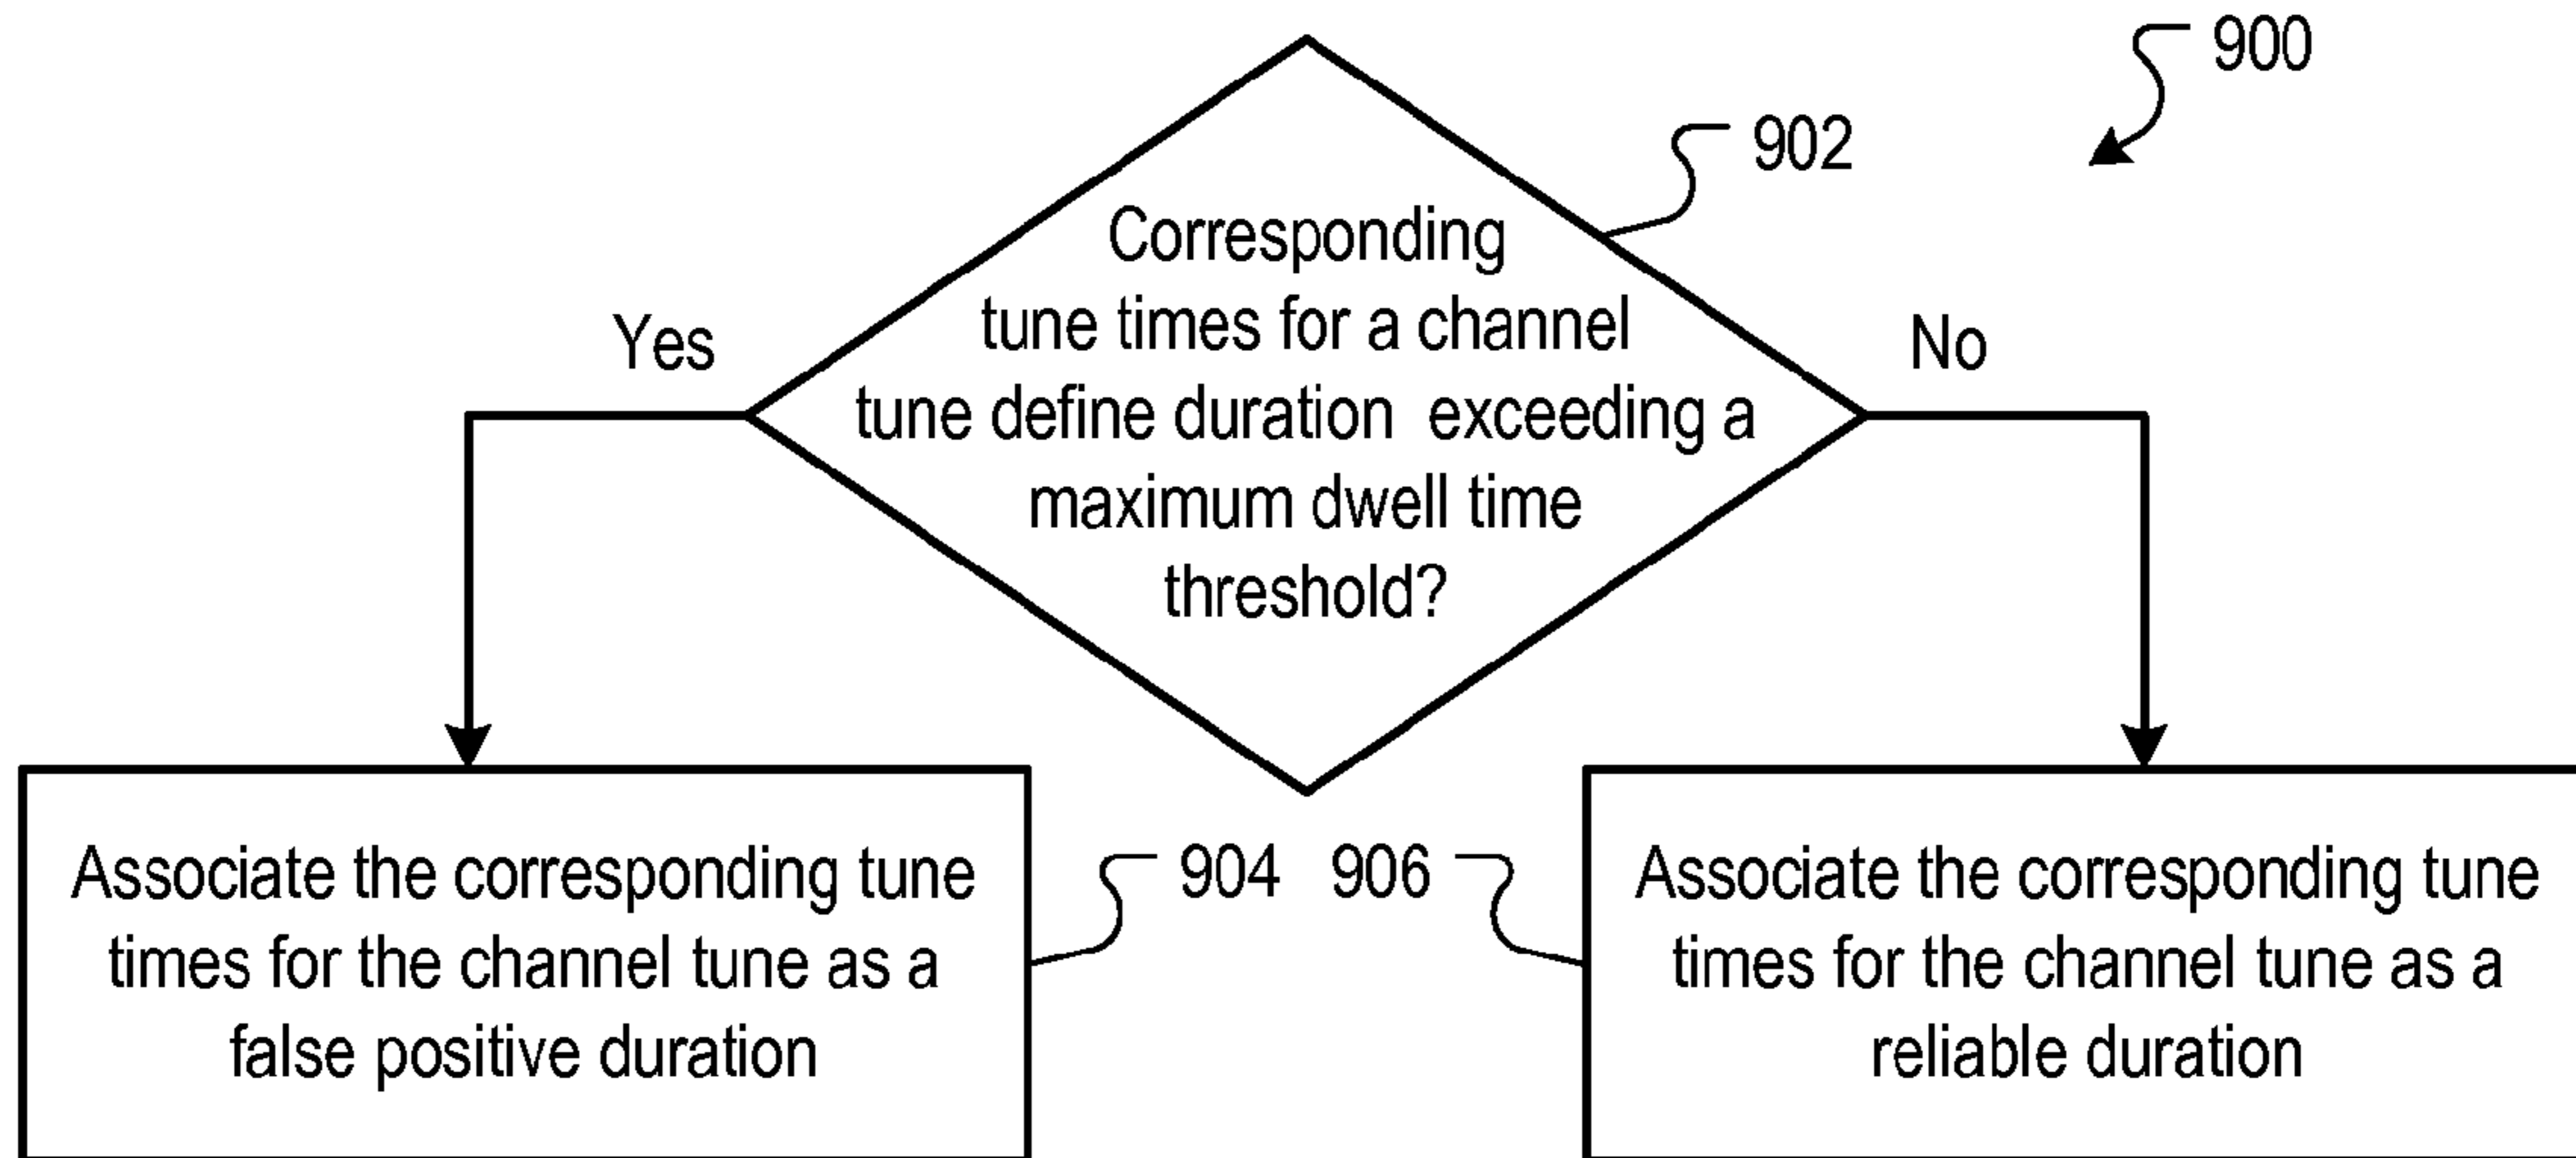 900
902
Corresponding
tune times for a channel
tune define duration exceeding a
maximum dwell time
threshold?
Yes
No
Associate the corresponding tune
times for the channel tune as a
false positive duration
904
906
Associate the corresponding tune
times for the channel tune as a
reliable duration